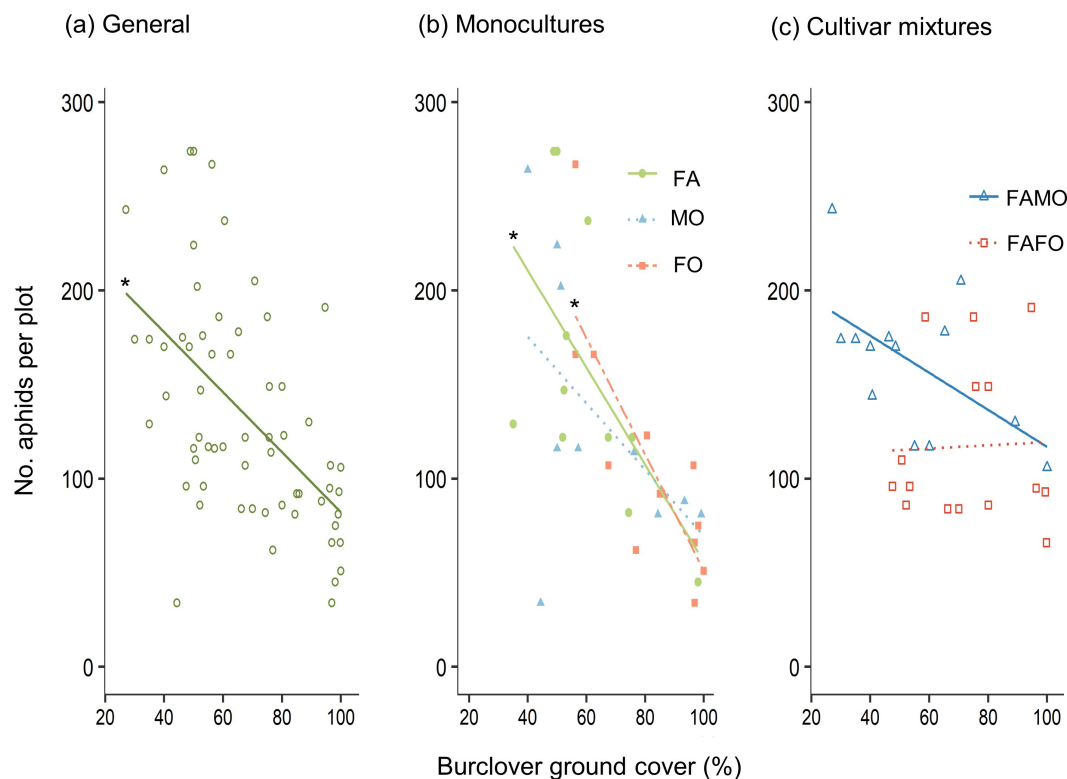 (a) General
(b) Monocultures
(c) Cultivar mixtures
No. aphids per plot
300
200
100
0
*
20 40 60 80 100
300
200
100
0
FA
MO
FO
*
*
20 40 60 80 100
300
200
100
0
FAMO
FAFO
20 40 60 80 100
Burclover ground cover (%)